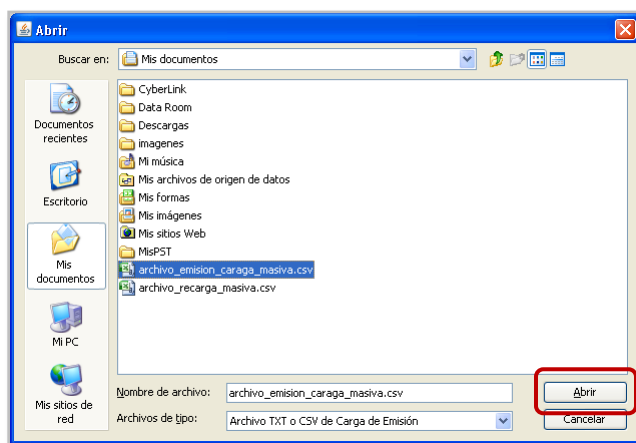 Abrir
Buscar en: Mis documentos
CyberLink
Data Room
Descargas
imagenes
Mi música
Mis archivos de origen de datos
Mis formas
Mis imágenes
Mis sitios Web
MisPST
archivo_emision_caraga_masiva.csv
archivo_recarga_masiva.csv
Documentos
recientes
Escritorio
Mis
documentos
Mi PC
Mis sitios de
red
Nombre de archivo: archivo_emision_caraga_masiva.csv Abrir
Archivos de tipo: Archivo TXT o CSV de Carga de Emisión Cancelar